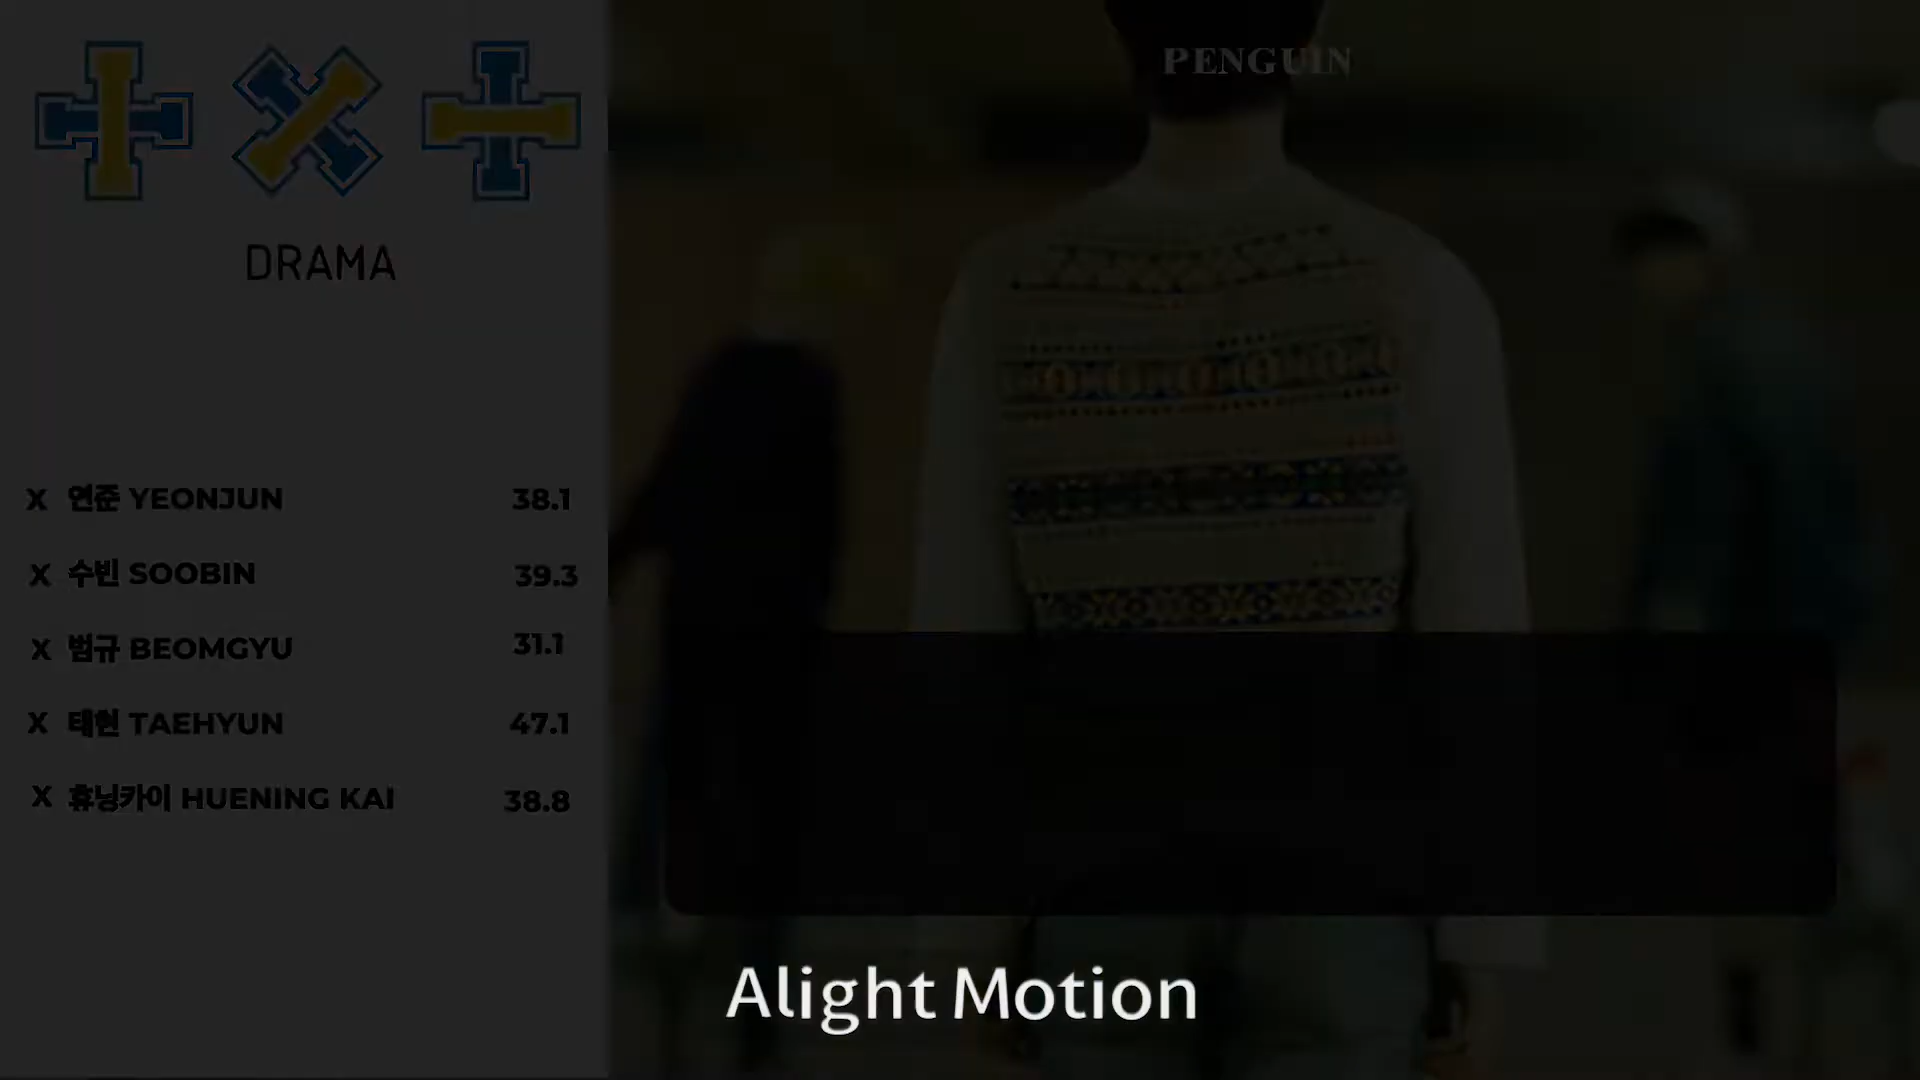 PENGUIN
DRAMA
X 연준 YEONJUN 38.1
X 수빈 SOOBIN 39.3
X 범규 BEOMGYU 31.1
X 태현 TAEHYUN 47.1
X 휴닝카이 HUENING KAI 38.8
Alight Motion